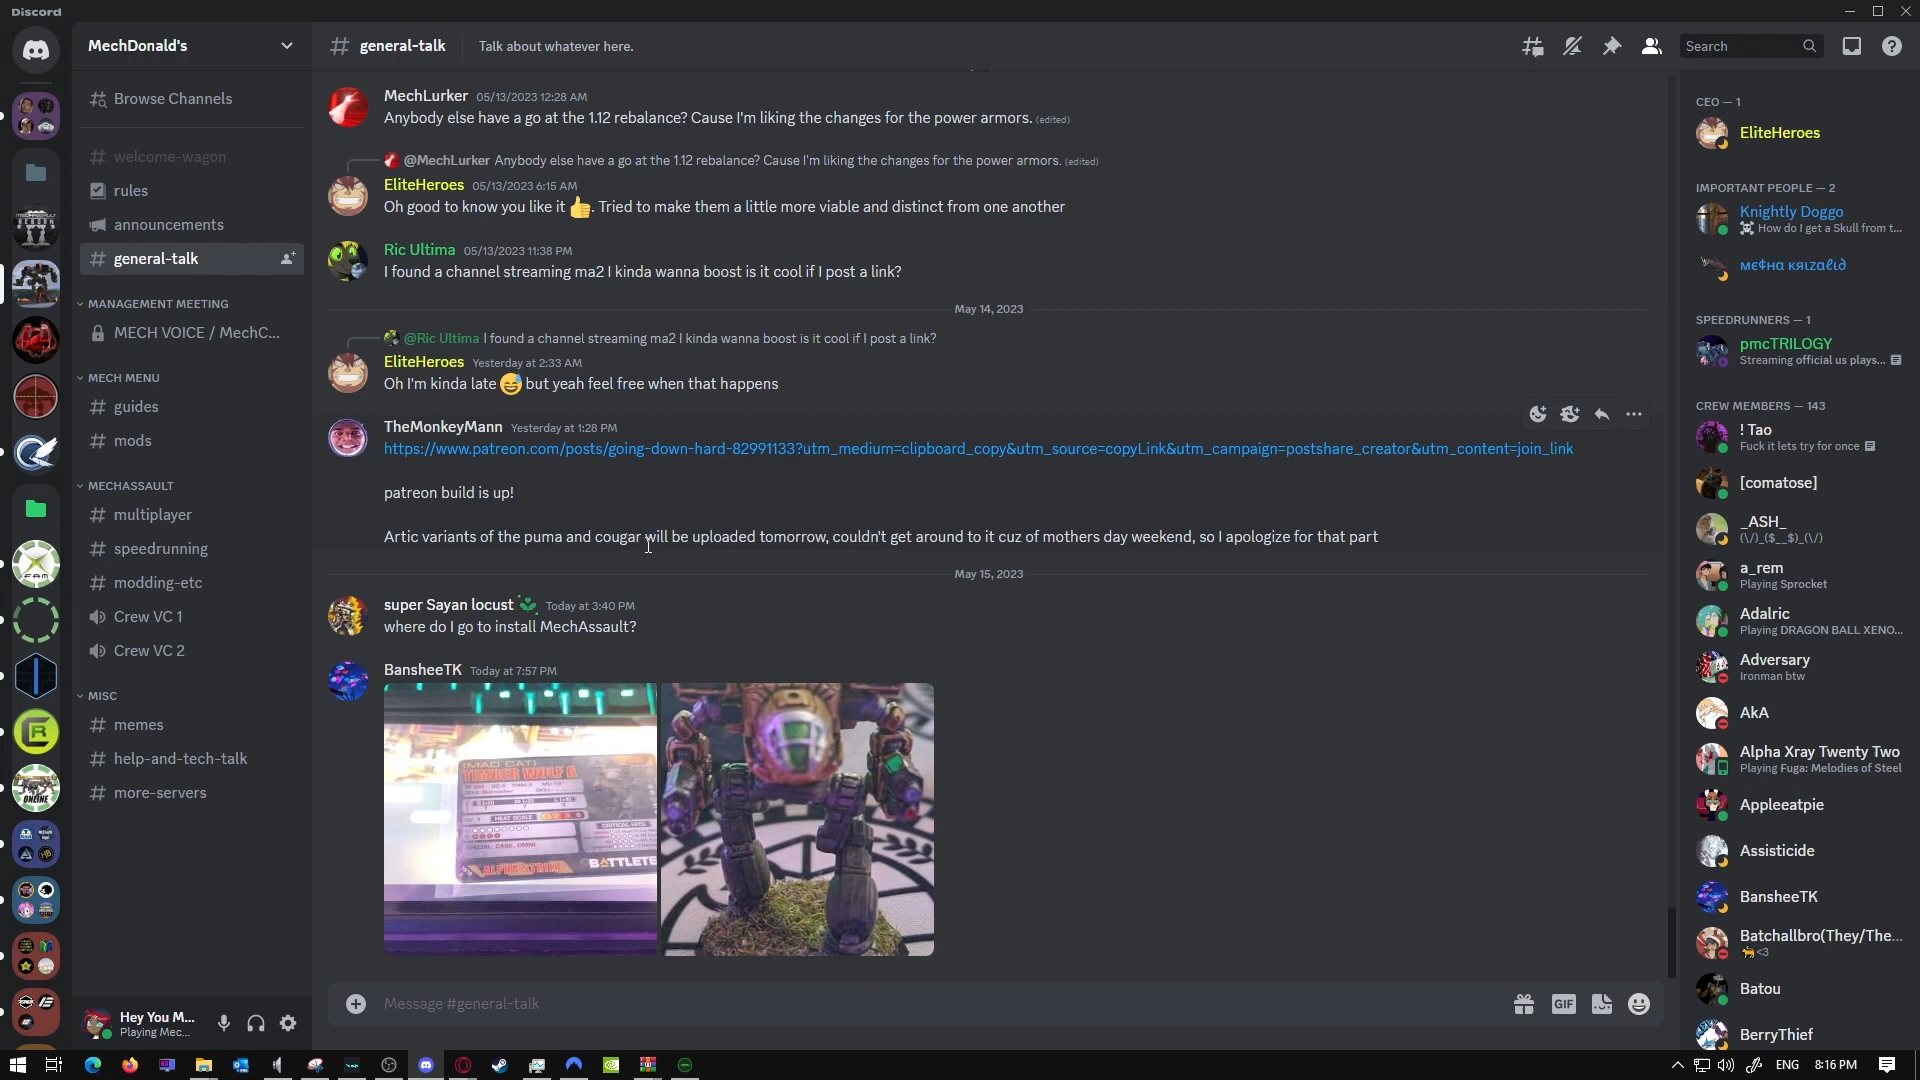 Discord
MechDonald's
Browse Channels
welcome-wagon
rules
announcements
general-talk
MANAGEMENT MEETING
MECH VOICE / MechC...
MECH MENU
guides
mods
MECHASSAULT
multiplayer
speedrunning
modding-etc
Crew VC 1
Crew VC 2
MISC
memes
help-and-tech-talk
more-servers
Hey You M...
Playing Mec...
general-talk
Talk about whatever here.
Search
MechLurker 05/13/2023 12:28 AM
Anybody else have a go at the 1.12 rebalance? Cause I'm liking the changes for the power armors. (edited)
@MechLurker Anybody else have a go at the 1.12 rebalance? Cause I'm liking the changes for the power armors. (edited)
EliteHeroes 05/13/2023 6:15 AM
Oh good to know you like it 👍. Tried to make them a little more viable and distinct from one another
Ric Ultima 05/13/2023 11:38 PM
I found a channel streaming ma2 I kinda wanna boost is it cool if I post a link?
May 14, 2023
@Ric Ultima I found a channel streaming ma2 I kinda wanna boost is it cool if I post a link?
EliteHeroes Yesterday at 2:33 AM
Oh I'm kinda late 😅 but yeah feel free when that happens
TheMonkeyMann Yesterday at 1:28 PM
https://www.patreon.com/posts/going-down-hard-82991133?utm_medium=clipboard_copy&utm_source=copyLink&utm_campaign=postshare_creator&utm_content=join_link
patreon build is up!
Artic variants of the puma and cougar will be uploaded tomorrow, couldn't get around to it cuz of mothers day weekend, so I apologize for that part
May 15, 2023
super Sayan locust Today at 3:40 PM
where do I go to install MechAssault?
BansheeTK Today at 7:57 PM
[MAD CAT]
TIMBER WOLF A
HEAT SCALE
CRITICAL HITS
SPECIAL: CASE, OMNI
ALPHA STRIKE
BATTLETE
Message #general-talk
GIF
CEO — 1
EliteHeroes
IMPORTANT PEOPLE — 2
Knightly Doggo
☠ How do I get a Skull from t...
мє¢нα кяιzαℓι∂
SPEEDRUNNERS — 1
pmcTRILOGY
Streaming official us plays...
CREW MEMBERS — 143
! Tao
Fuck it lets try for once
[comatose]
_ASH_
(\/)_($__$)_(\/)
a_rem
Playing Sprocket
Adalric
Playing DRAGON BALL XENO...
Adversary
Ironman btw
AkA
Alpha Xray Twenty Two
Playing Fuga: Melodies of Steel
Appleeatpie
Assisticide
BansheeTK
Batchallbro(They/The...
<3
Batou
BerryThief
ENG
8:16 PM